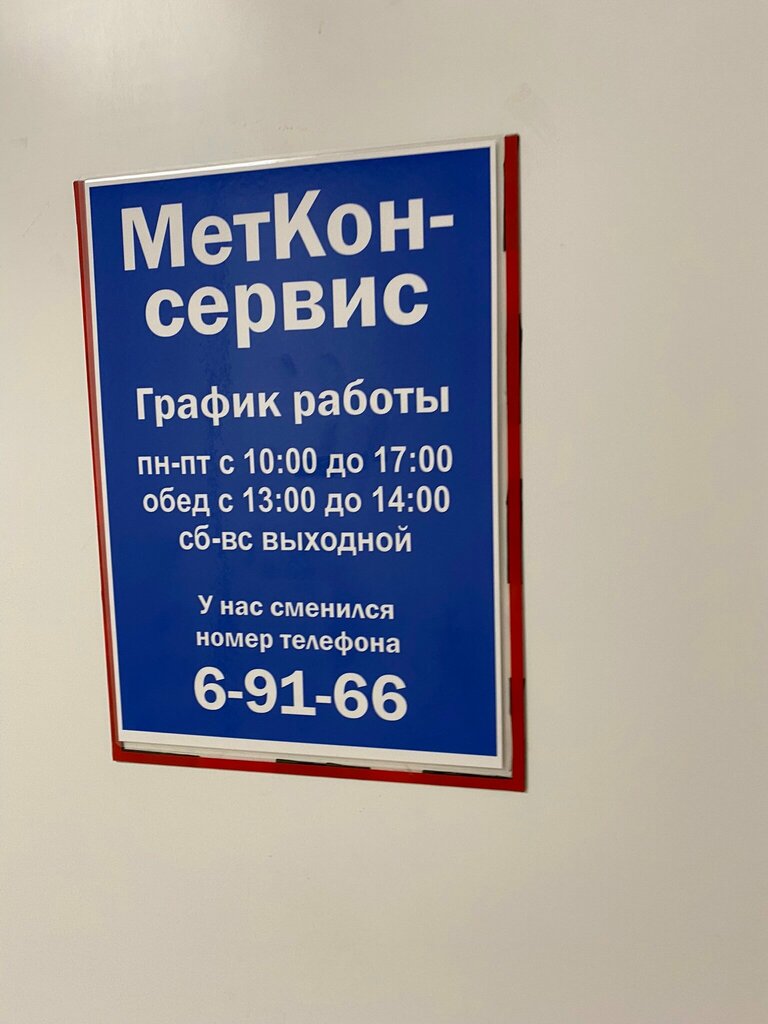 МетКон-
сервис
График работы
пн-пт с 10:00 до 17:00
обед с 13:00 до 14:00
сб-вс выходной
У нас сменился
номер телефона
6-91-66